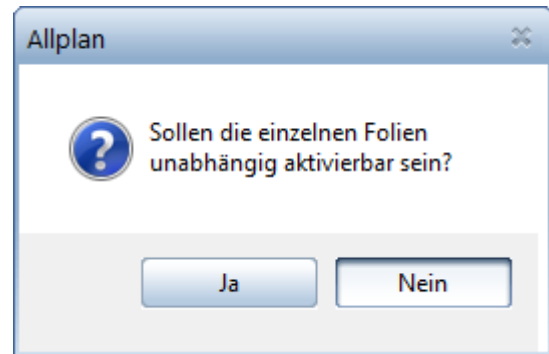 Allplan
Sollen die einzelnen Folien
unabhängig aktivierbar sein?
Ja
Nein